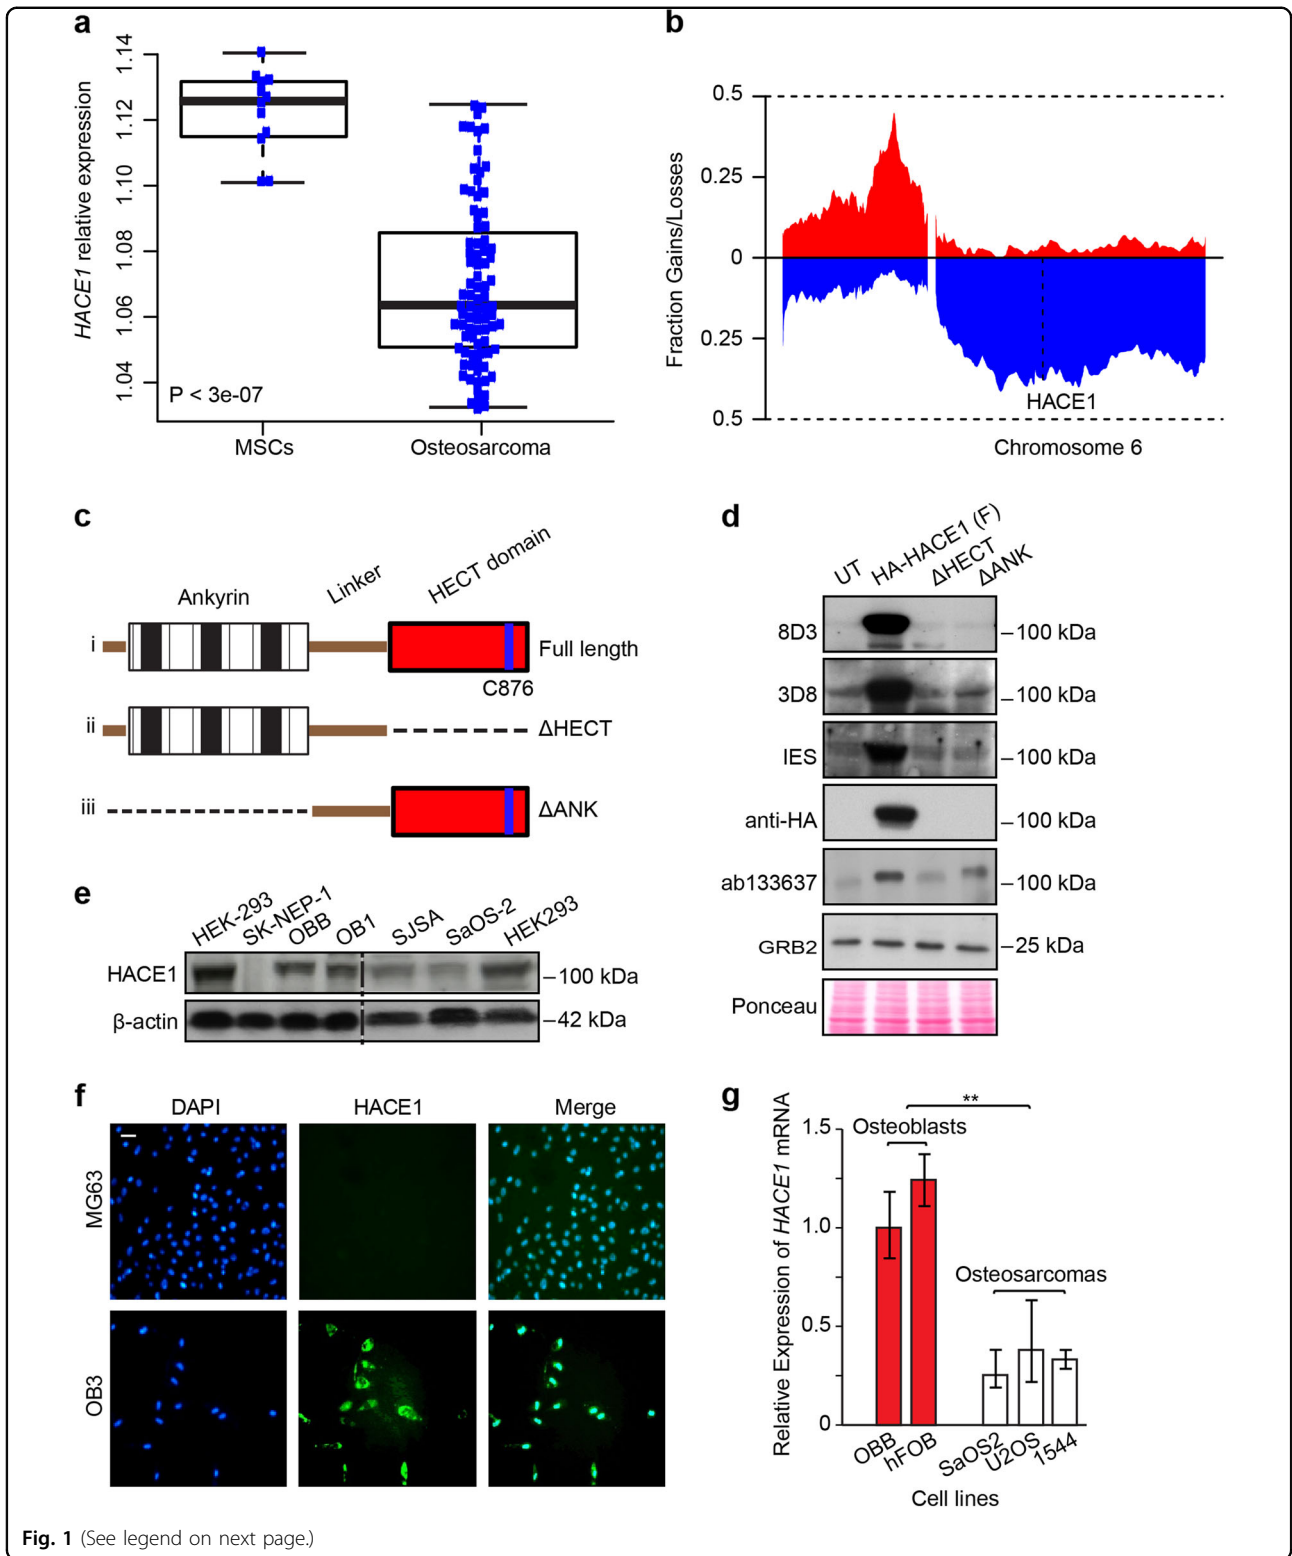 a
HACE1 relative expression
1.14
1.12
1.10
1.08
1.06
1.04
P < 3e-07
MSCs
Osteosarcoma
b
Fraction Gains/Losses
0.5
0.25
0
0.25
0.5
HACE1
Chromosome 6
c
Ankyrin
Linker
HECT domain
i
Full length
C876
ii
ΔHECT
iii
ΔANK
d
UT
HA-HACE1 (F)
ΔHECT
ΔANK
8D3
100 kDa
3D8
100 kDa
IES
100 kDa
anti-HA
100 kDa
ab133637
100 kDa
GRB2
25 kDa
Ponceau
e
HEK-293
SK-NEP-1
OBB
OB1
SJSA
SaOS-2
HEK293
HACE1
100 kDa
β-actin
42 kDa
f
DAPI
HACE1
Merge
MG63
OB3
g
Relative Expression of HACE1 mRNA
**
Osteoblasts
1.5
1.0
0.5
0
Osteosarcomas
OBB
hFOB
SaOS2
U2OS
1544
Cell lines
Fig. 1 (See legend on next page.)